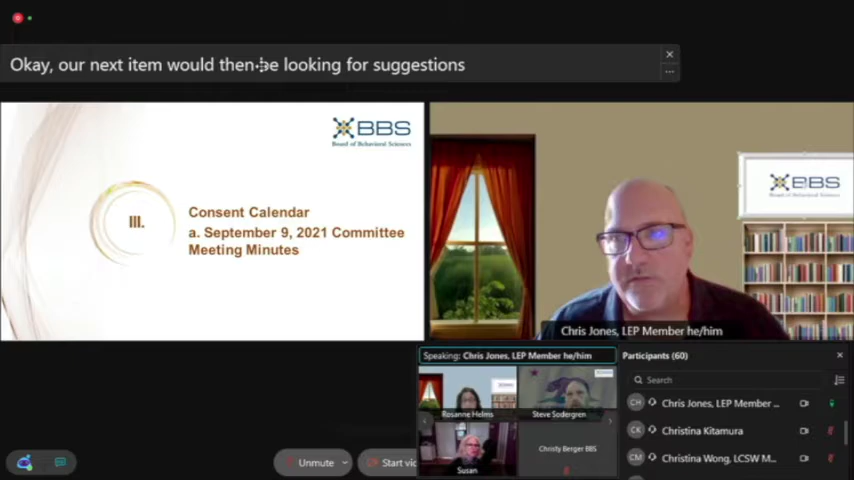 Okay, our next item would then be looking for suggestions
BBS
Board of Behavioral Sciences
III.
Consent Calendar
a. September 9, 2021 Committee
Meeting Minutes
BBS
Board of Behavioral Sciences
Chris Jones, LEP Member he/him
Speaking: Chris Jones, LEP Member he/him
Rosanne Helms
Steve Sodergren
Susan
Christy Berger BBS
Participants (60)
Search
CH Chris Jones, LEP Member ...
CK Christina Kitamura
CM Christina Wong, LCSW M...
Unmute
Start vic